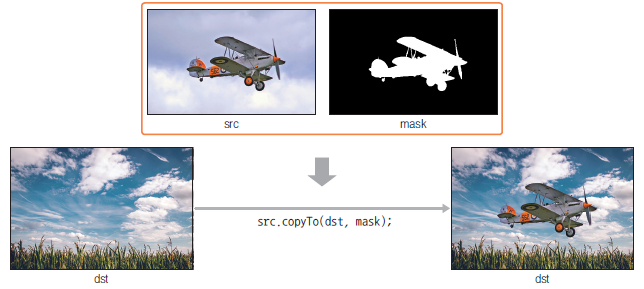 src
mask
src.copyTo(dst, mask);
dst
dst